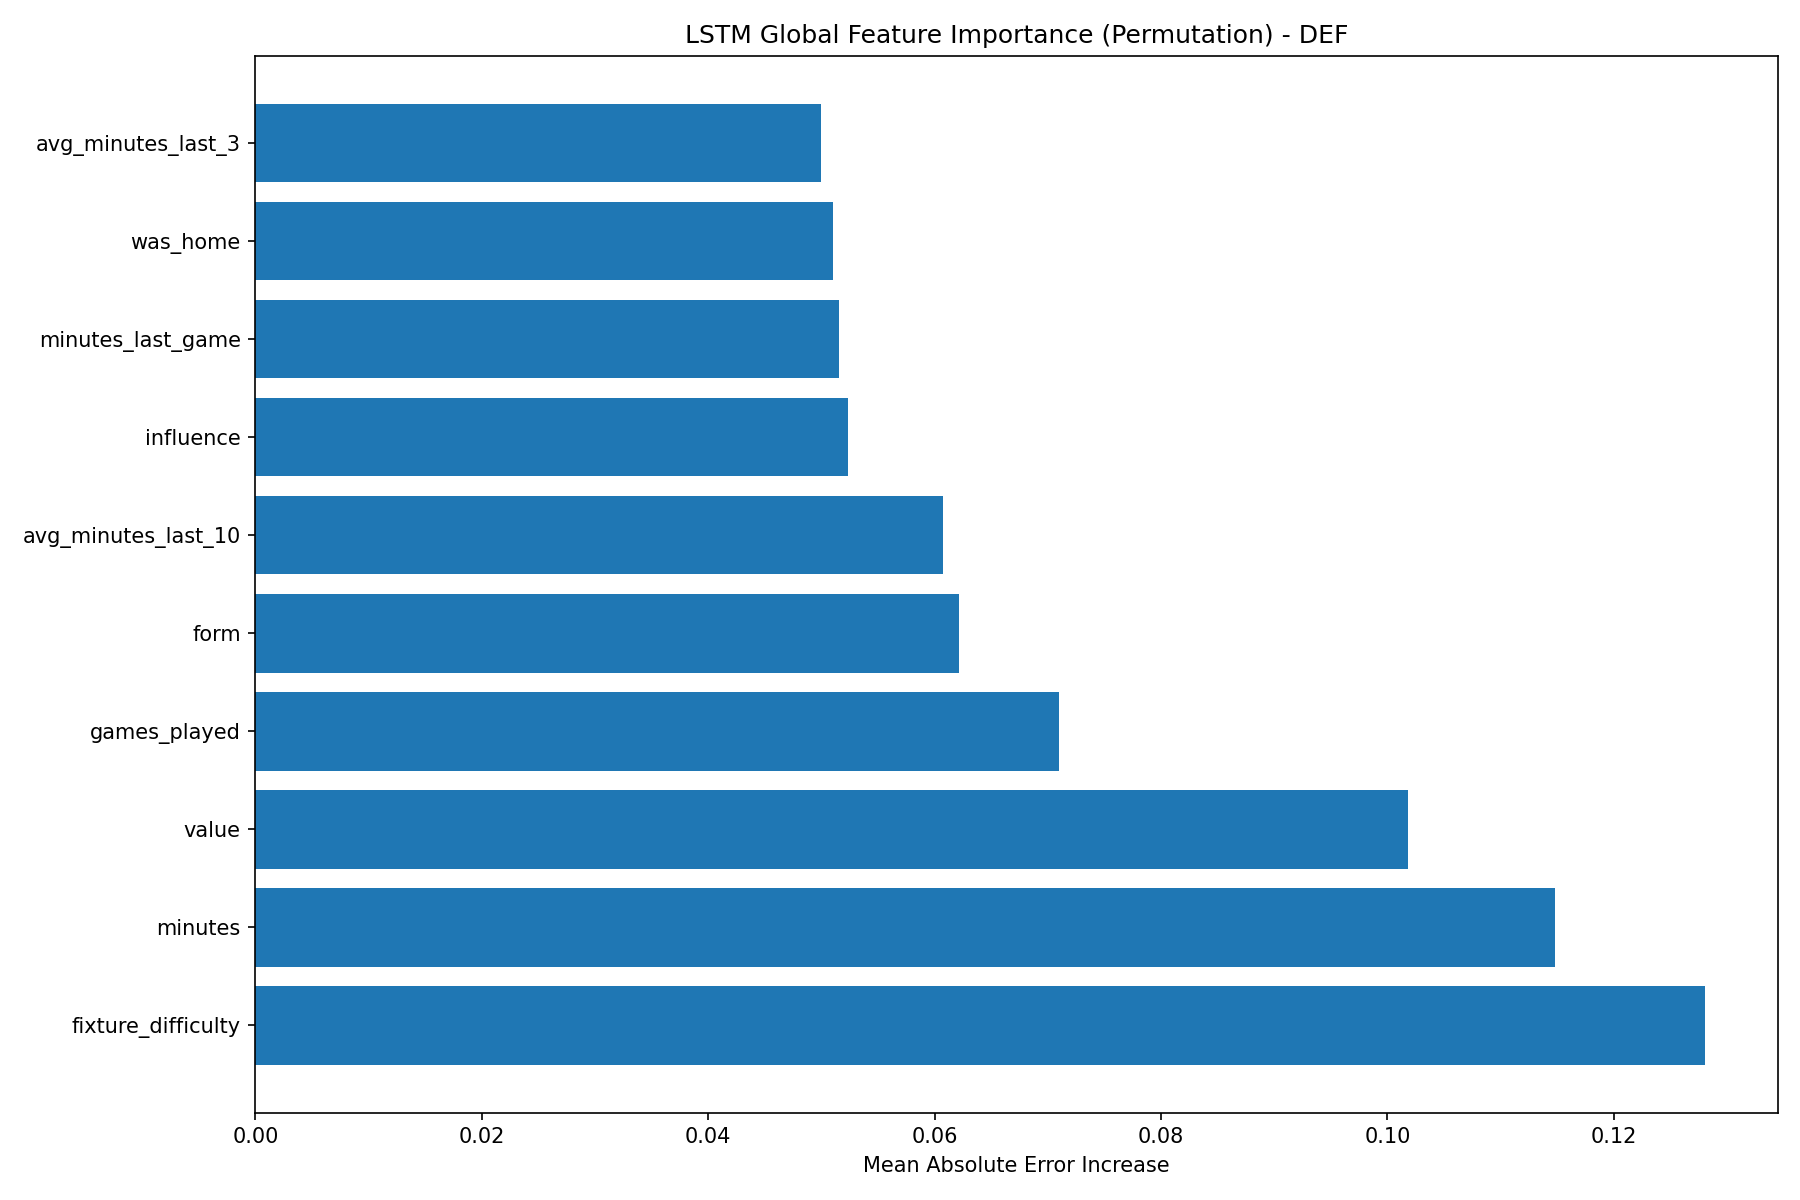 LSTM Global Feature Importance (Permutation) - DEF
avg_minutes_last_3
was_home
minutes_last_game
influence
avg_minutes_last_10
form
games_played
value
minutes
fixture_difficulty
0.00 0.02 0.04 0.06 0.08 0.10 0.12
Mean Absolute Error Increase